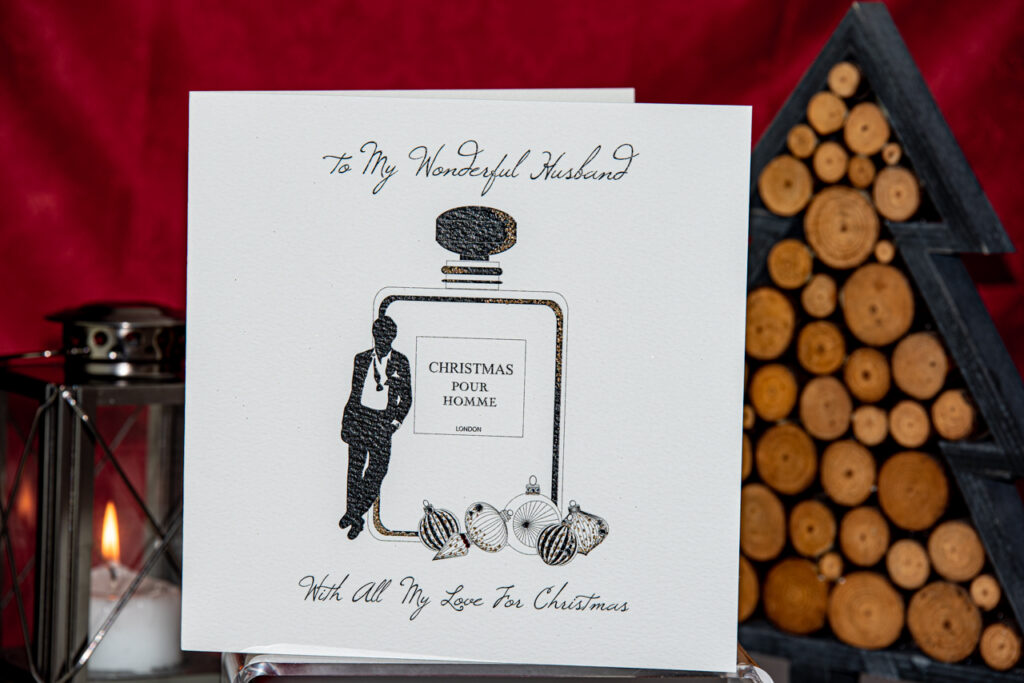 To My Wonderful Husband
CHRISTMAS
POUR
HOMME
LONDON
With All My Love For Christmas